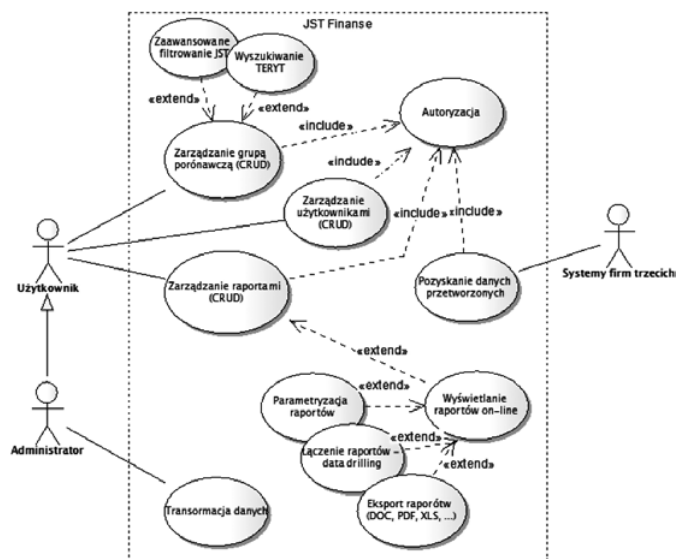 JST Finanse
Zaawansowane
filtrowanie JST
Wyszukiwanie
TERYT
«extend»
«extend»
Autoryzacja
«include»
Zarządzanie grupą
porónawczą (CRUD)
«include»
Zarządzanie
użytkownikami
(CRUD)
«include»
«include»
Użytkownik
Zarządzanie raportami
(CRUD)
Pozyskanie danych
przetworzonych
Systemy firm trzecich
«extend»
Parametryzacja
raportów
«extend»
Wyświetlanie
raportów on-line
Administrator
Łączenie raportów
data drilling
«extend»
«extend»
Transormacja danych
Eksport raporótw
(DOC, PDF, XLS, ...)